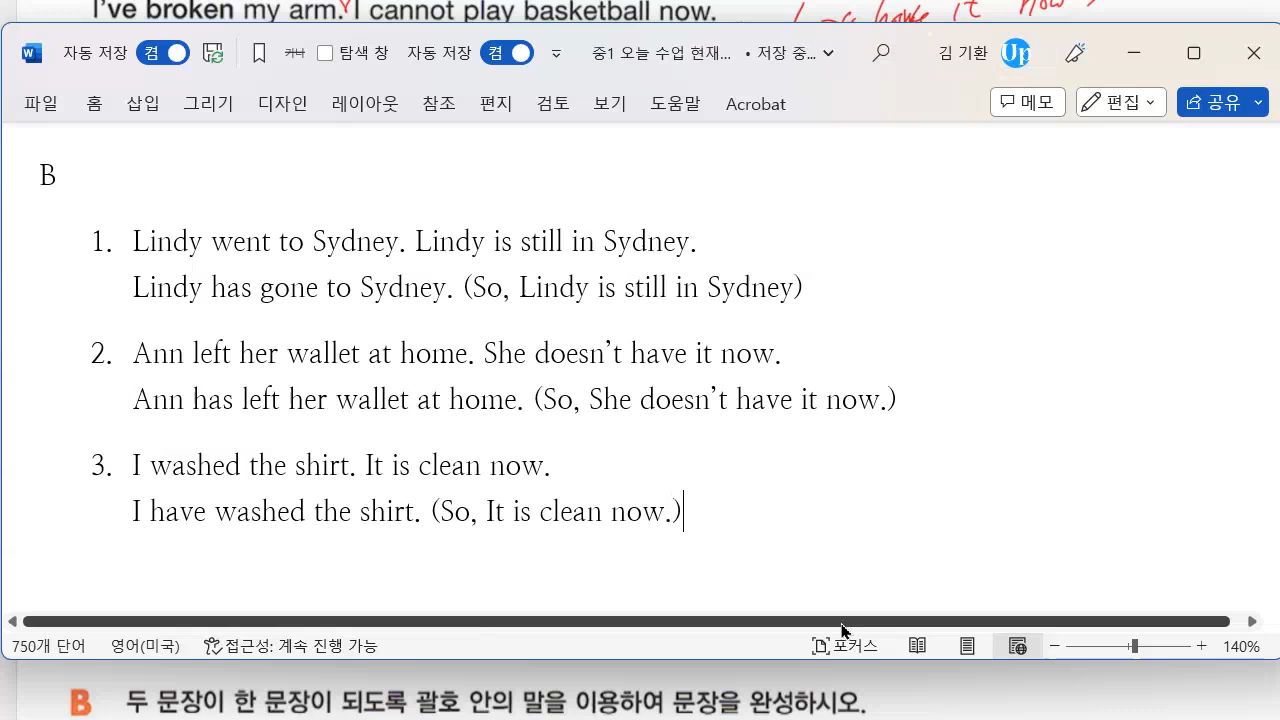 I've broken my arm. I cannot play basketball now.
자동 저장 켬 가나 탐색 창 자동 저장 켬 중1 오늘 수업 현재... • 저장 중... 김 기환 Up
파일 홈 삽입 그리기 디자인 레이아웃 참조 편지 검토 보기 도움말 Acrobat 메모 편집 공유
B
1. Lindy went to Sydney. Lindy is still in Sydney.
Lindy has gone to Sydney. (So, Lindy is still in Sydney)
2. Ann left her wallet at home. She doesn't have it now.
Ann has left her wallet at home. (So, She doesn't have it now.)
3. I washed the shirt. It is clean now.
I have washed the shirt. (So, It is clean now.)
750개 단어 영어(미국) 접근성: 계속 진행 가능 포커스 140%
B 두 문장이 한 문장이 되도록 괄호 안의 말을 이용하여 문장을 완성하시오.